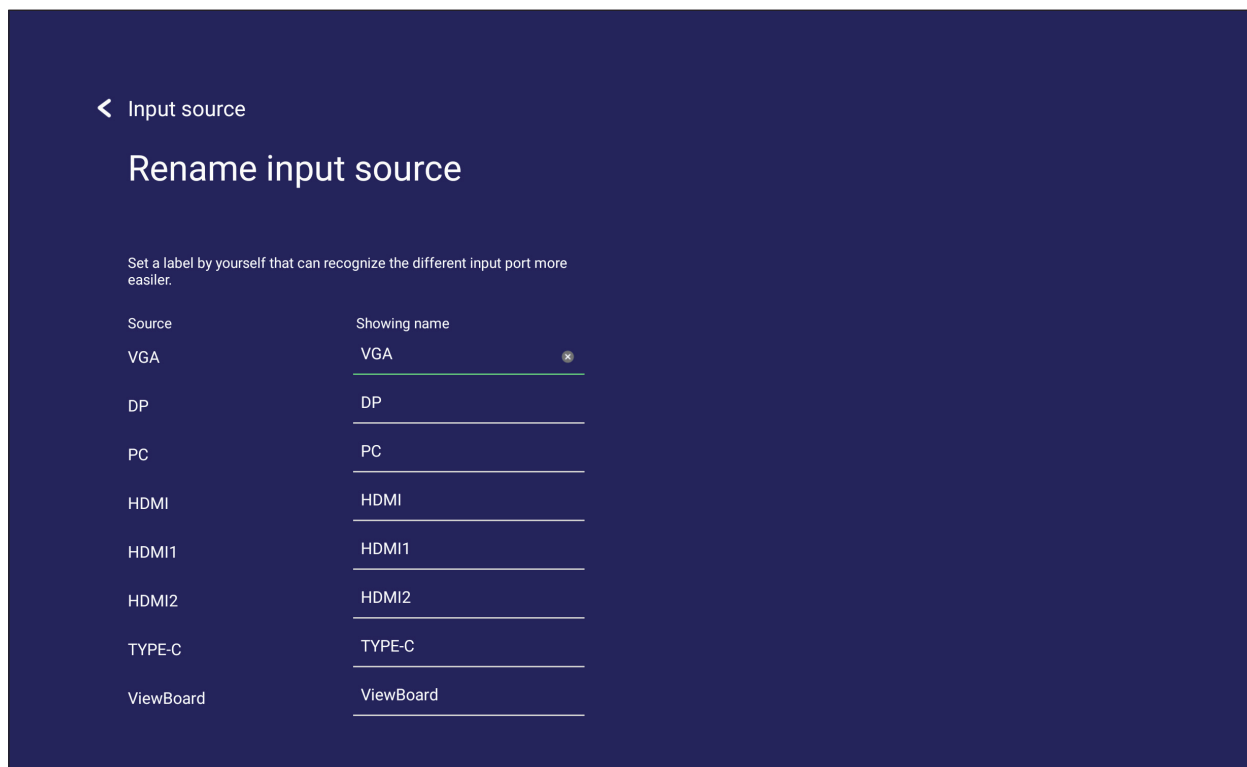 Input source
Rename input source
Set a label by yourself that can recognize the different input port more
easiler.
Source Showing name
VGA VGA
DP DP
PC PC
HDMI HDMI
HDMI1 HDMI1
HDMI2 HDMI2
TYPE-C TYPE-C
ViewBoard ViewBoard